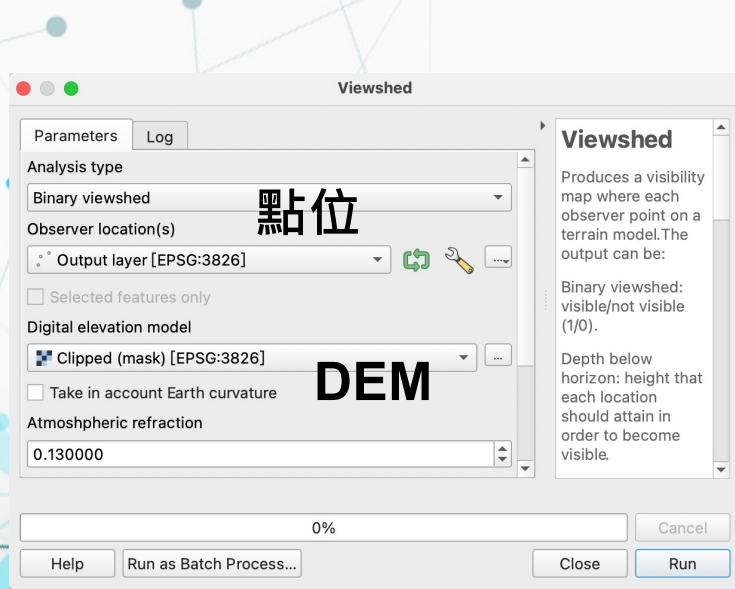 Viewshed
Parameters
Log
Analysis type
Binary viewshed
點位
Observer location(s)
Output layer [EPSG:3826]
...
Selected features only
Digital elevation model
Clipped (mask) [EPSG:3826]
...
DEM
Take in account Earth curvature
Atmoshpheric refraction
0.130000
Viewshed
Produces a visibility
map where each
observer point on a
terrain model.The
output can be:
Binary viewshed:
visible/not visible
(1/0).
Depth below
horizon: height that
each location
should attain in
order to become
visible.
0%
Cancel
Help
Run as Batch Process...
Close
Run